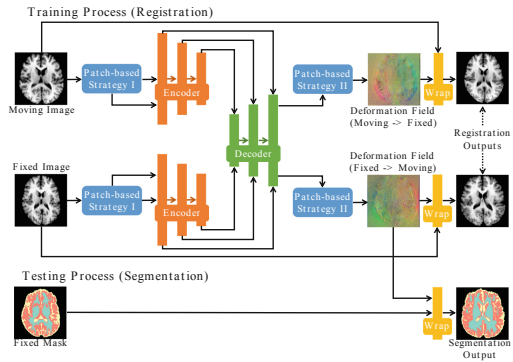 Training Process (Registration)
Patch-based
Strategy I
Encoder
Patch-based
Strategy II
Wrap
Moving Image
Deformation Field
(Moving -> Fixed)
Decoder
Registration
Outputs
Fixed Image
Deformation Field
(Fixed -> Moving)
Patch-based
Strategy I
Encoder
Patch-based
Strategy II
Wrap
Testing Process (Segmentation)
Fixed Mask
Wrap
Segmentation
Output